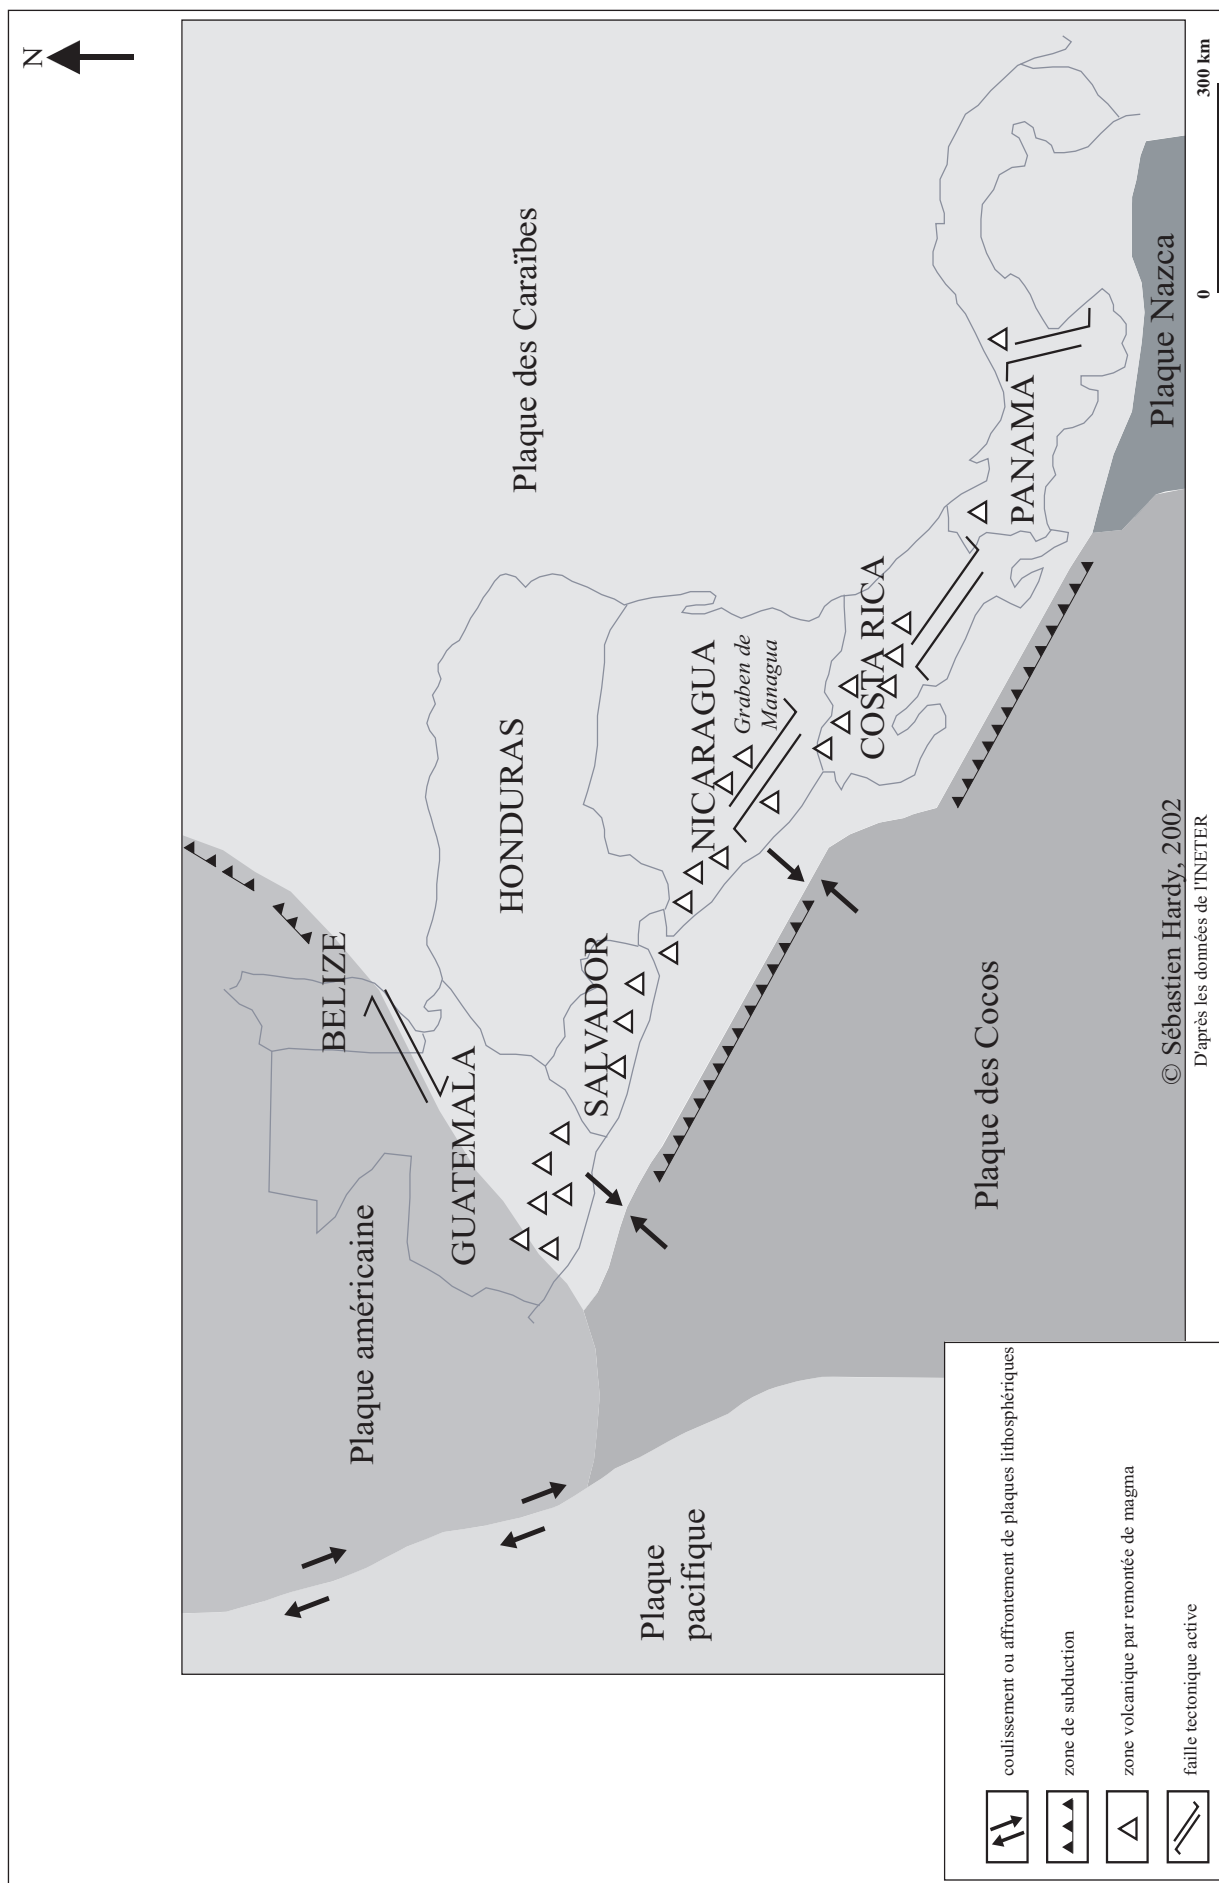 N
Plaque américaine
BELIZE
GUATEMALA
HONDURAS
Plaque des Caraïbes
SALVADOR
NICARAGUA
Graben de
Managua
COSTA RICA
PANAMA
Plaque
pacifique
Plaque des Cocos
Plaque Nazca
coulissement ou affrontement de plaques lithosphériques
zone de subduction
zone volcanique par remontée de magma
faille tectonique active
© Sébastien Hardy, 2002
D'après les données de l'INETER
0 300 km